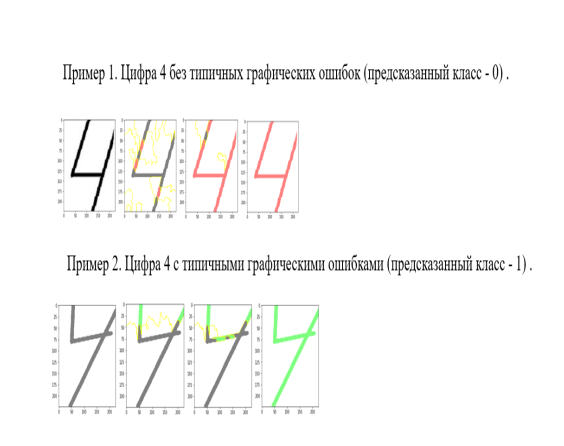 Пример 1. Цифра 4 без типичных графических ошибок (предсказанный класс - 0) .
Пример 2. Цифра 4 с типичными графическими ошибками (предсказанный класс - 1) .